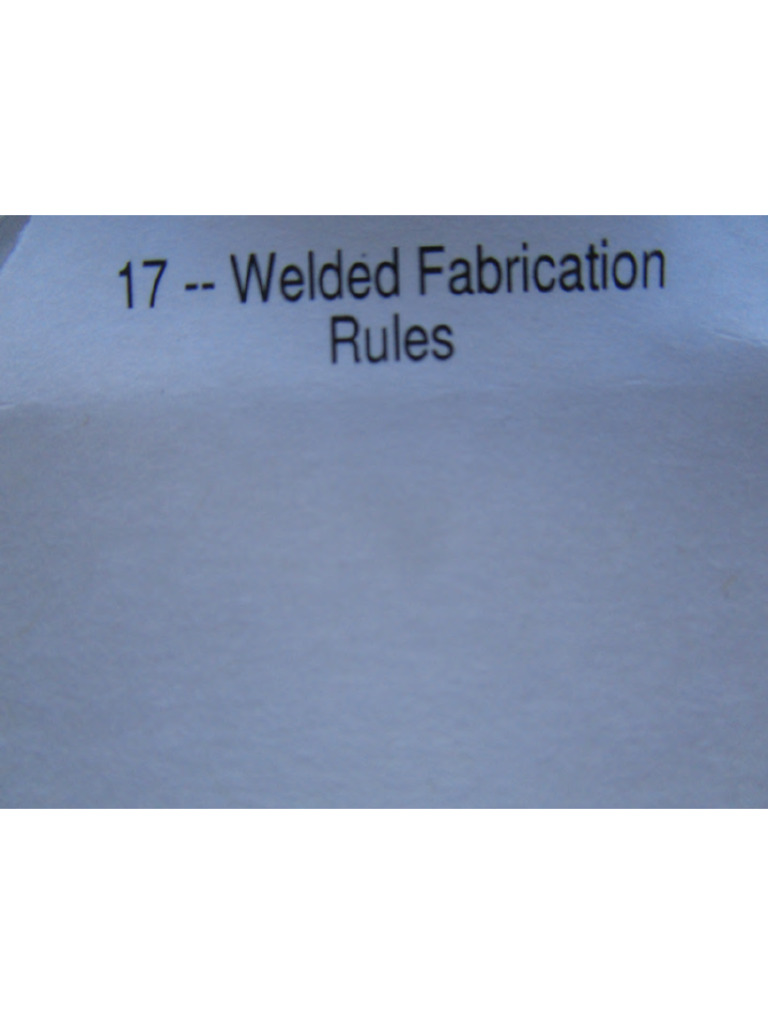 17 -- Welded Fabrication
Rules